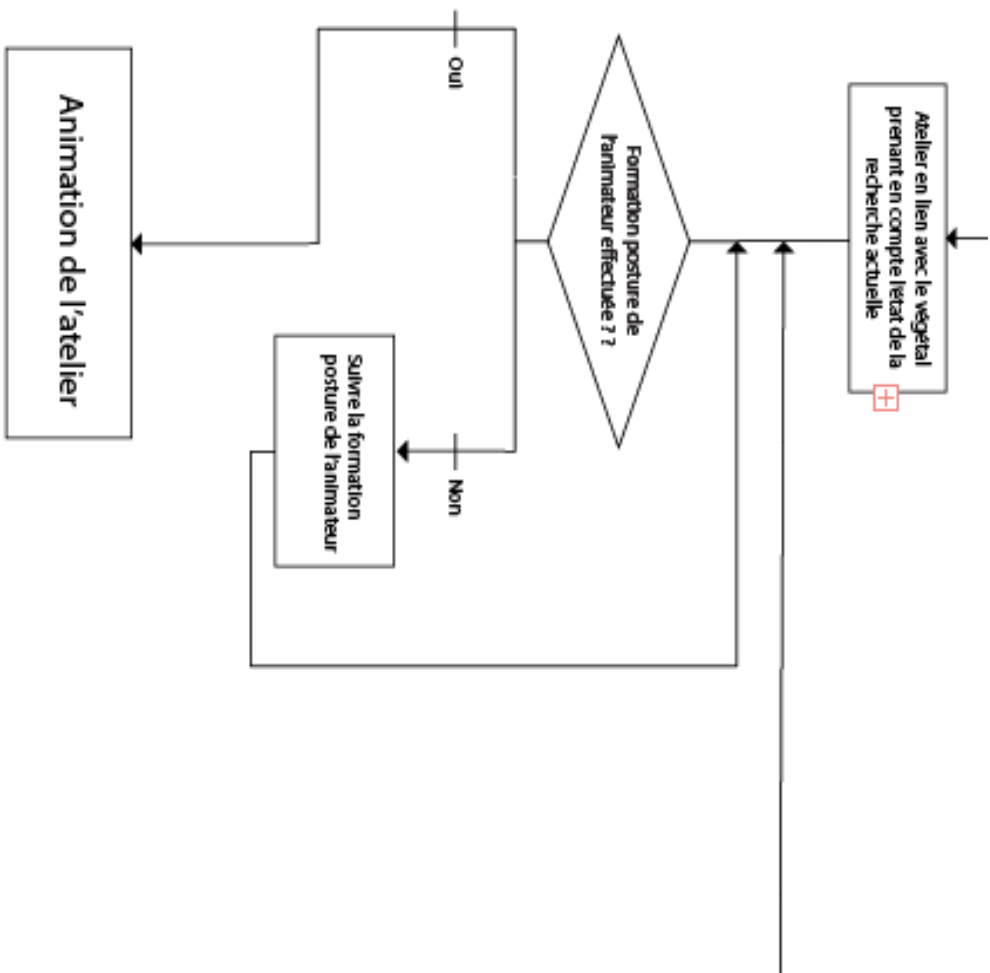 Atelier en lien avec le végétal
prenant en compte l'état de la
recherche actuelle
Formation posture de
l'animateur effectuée ? ?
Oui
Non
Suivre la formation
posture de l'animateur
Animation de l'atelier